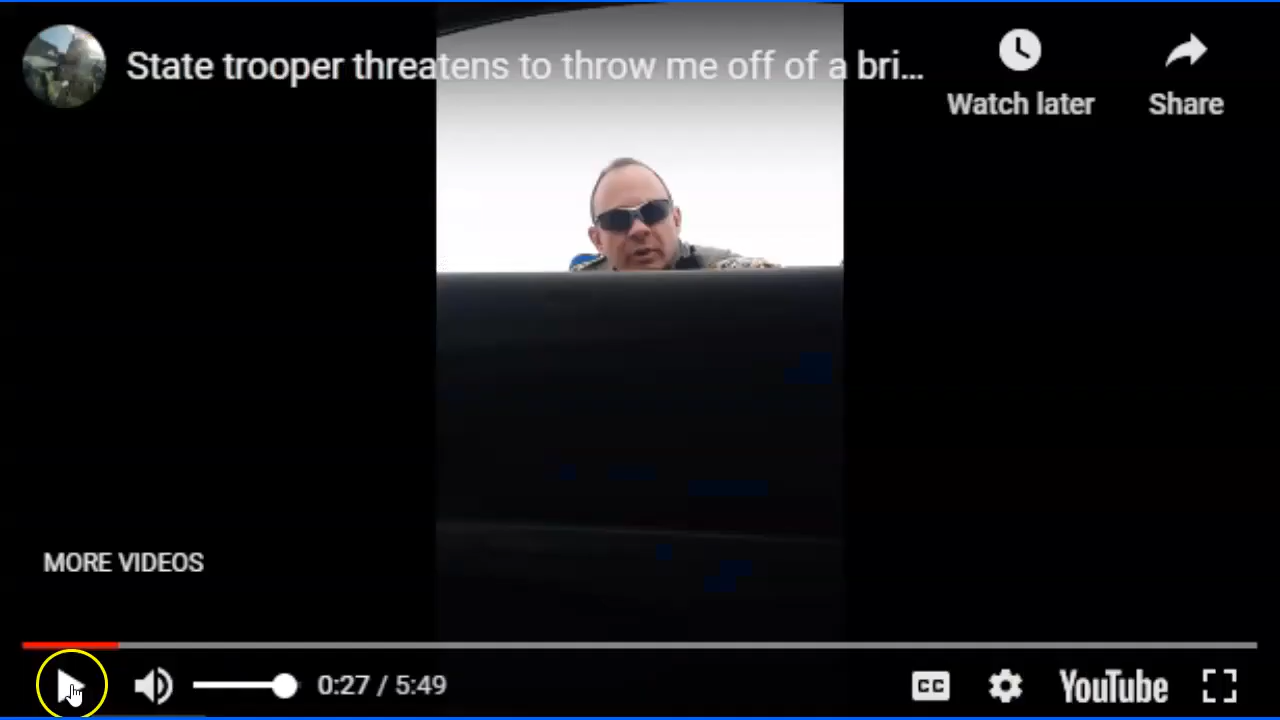 State trooper threatens to throw me off of a bri...
Watch later
Share
MORE VIDEOS
0:27 / 5:49
CC
YouTube